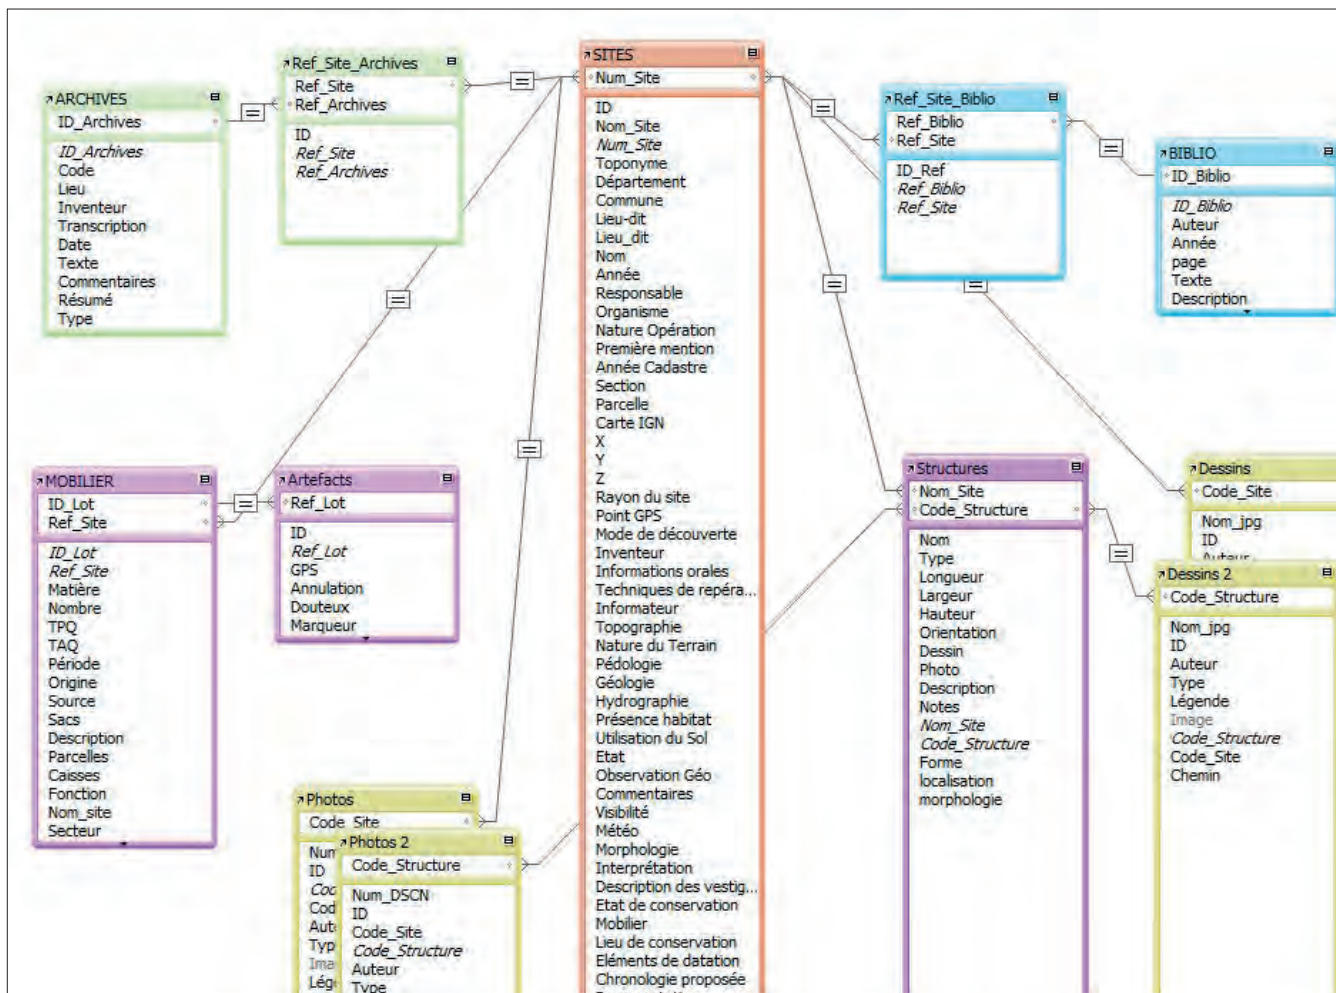 ARCHIVES
ID_Archives
ID_Archives
Code
Lieu
Inventeur
Transcription
Date
Texte
Commentaires
Résumé
Type
Ref_Site_Archives
Ref_Site
Ref_Archives
ID
Ref_Site
Ref_Archives
SITES
Num_Site
ID
Nom_Site
Num_Site
Toponyme
Département
Commune
Lieu-dit
Lieu_dit
Nom
Année
Responsable
Organisme
Nature Opération
Première mention
Année Cadastre
Section
Parcelle
Carte IGN
X
Y
Z
Rayon du site
Point GPS
Mode de découverte
Inventeur
Informations orales
Techniques de repéra...
Informateur
Topographie
Nature du Terrain
Pédologie
Géologie
Hydrographie
Présence habitat
Utilisation du Sol
Etat
Observation Géo
Commentaires
Visibilité
Météo
Morphologie
Interprétation
Description des vestig...
Etat de conservation
Mobilier
Lieu de conservation
Eléments de datation
Chronologie proposée
Ref_Site_Biblio
Ref_Biblio
Ref_Site
ID_Ref
Ref_Biblio
Ref_Site
BIBLIO
ID_Biblio
ID_Biblio
Auteur
Année
page
Texte
Description
MOBILIER
ID_Lot
Ref_Site
ID_Lot
Ref_Site
Matière
Nombre
TPQ
TAQ
Période
Origine
Source
Sacs
Description
Parcelles
Caisses
Fonction
Nom_site
Secteur
Artefacts
Ref_Lot
ID
Ref_Lot
GPS
Annulation
Douteux
Marqueur
Structures
Nom_Site
Code_Structure
Nom
Type
Longueur
Largeur
Hauteur
Orientation
Dessin
Photo
Description
Notes
Nom_Site
Code_Structure
Forme
localisation
morphologie
Dessins
Code_Site
Nom_jpg
ID
Auteur
Dessins 2
Code_Structure
Nom_jpg
ID
Auteur
Type
Légende
Image
Code_Structure
Code_Site
Chemin
Photos
Code_Site
Num
ID
Coo
Cod
Aut
Typ
Ima
Lége
Photos 2
Code_Structure
Num_DSCN
ID
Code_Site
Code_Structure
Auteur
Type